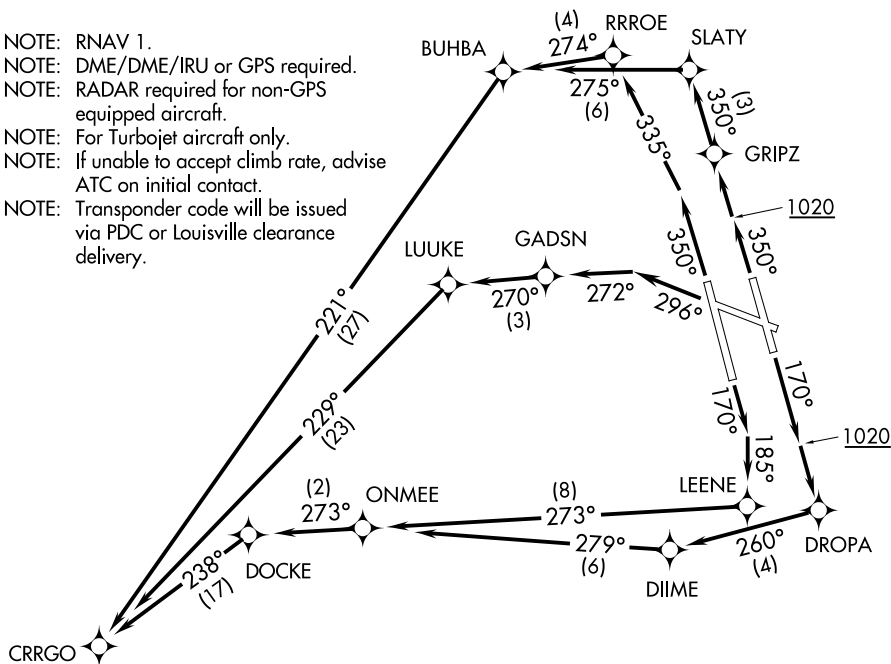 NOTE: RNAV 1.
NOTE: DME/DME/IRU or GPS required.
NOTE: RADAR required for non-GPS
equipped aircraft.
NOTE: For Turbojet aircraft only.
NOTE: If unable to accept climb rate, advise
ATC on initial contact.
NOTE: Transponder code will be issued
via PDC or Louisville clearance
delivery.
(4)
RRROE
274°
BUHBA
SLATY
275°
(6)
(3)
350°
335°
GRIPZ
1020
350°
350°
GADSN
LUUKE
270°
(3)
272°
296°
221°
(27)
229°
(23)
170°
170°
1020
185°
LEENE
(2)
273°
ONMEE
(8)
273°
279°
(6)
260°
(4)
DROPA
DIIME
DOCKE
238°
(17)
CRRGO